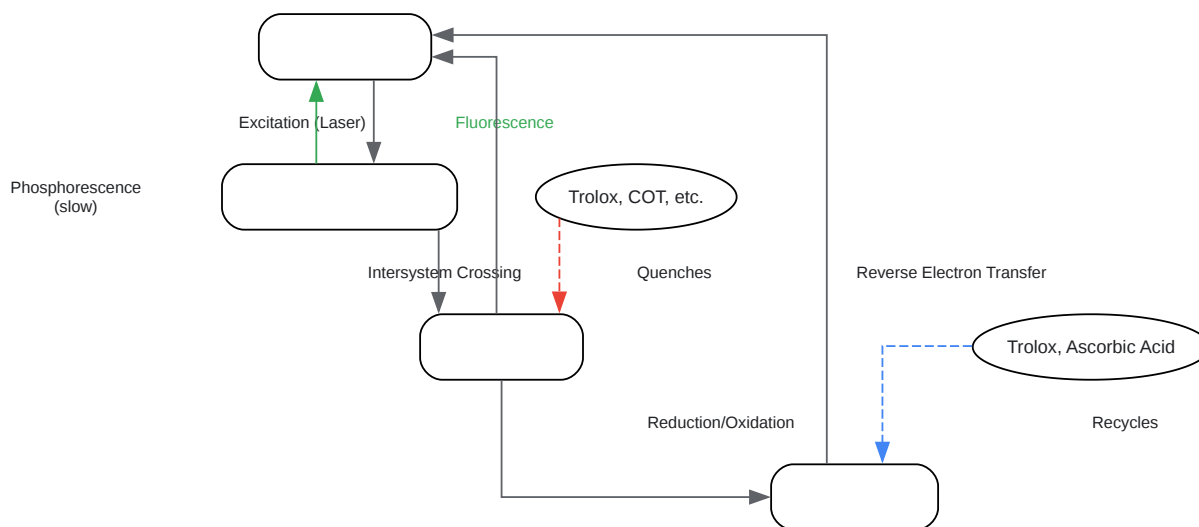 Excitation (Laser)
Fluorescence
Phosphorescence
(slow)
Trolox, COT, etc.
Intersystem Crossing
Quenches
Reverse Electron Transfer
Trolox, Ascorbic Acid
Reduction/Oxidation
Recycles